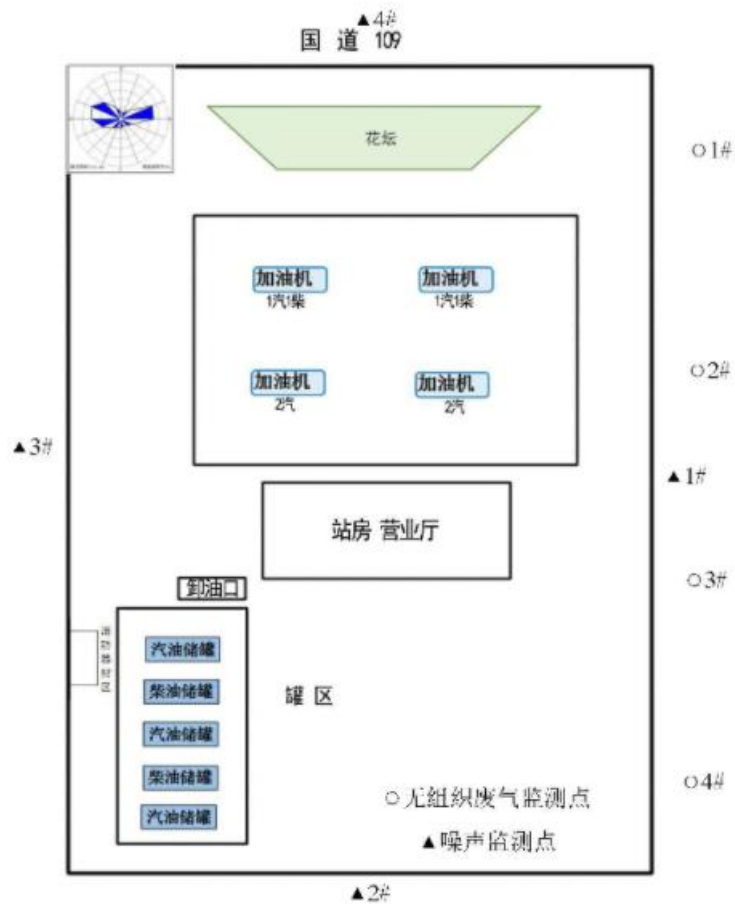 ▲4#
国 道 109
花坛
○1#
加油机
1汽1柴
加油机
1汽1柴
加油机
2汽
加油机
2汽
○2#
▲3#
▲1#
站房 营业厅
○3#
卸油口
汽油储罐
柴油储罐
汽油储罐
柴油储罐
汽油储罐
罐 区
○4#
○无组织废气监测点
▲噪声监测点
▲2#